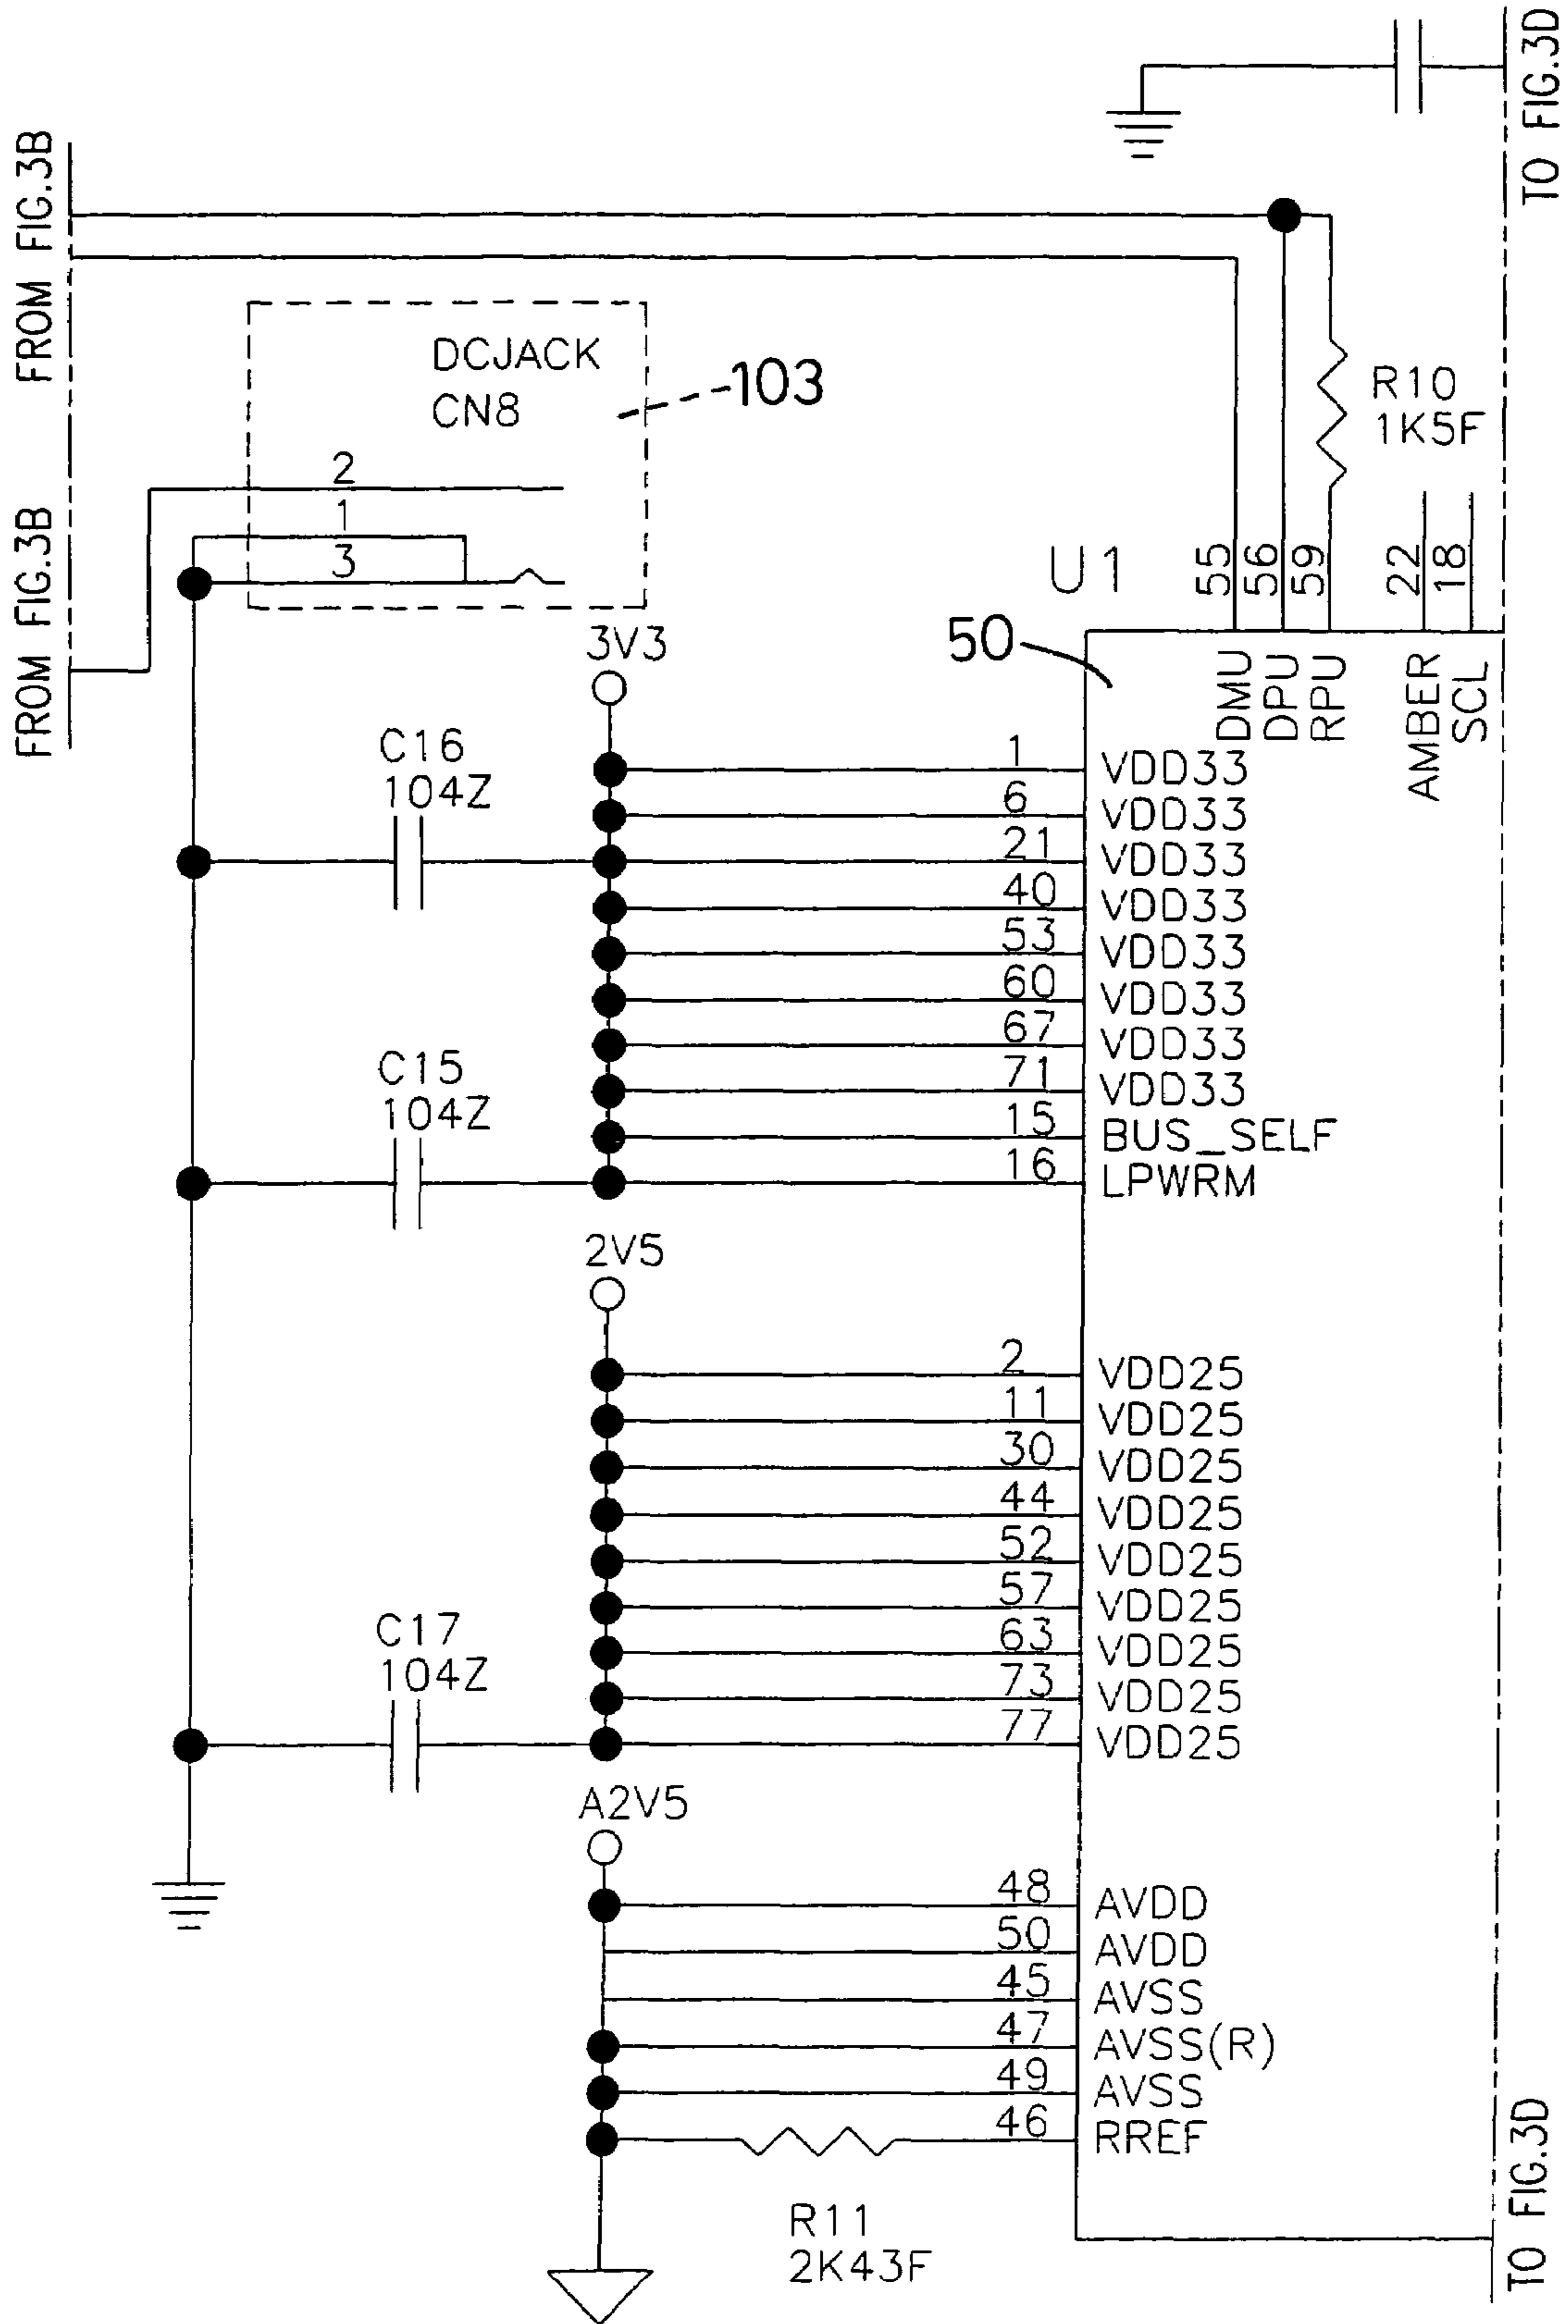 TO FIG.3D
FROM FIG.3B
DCJACK
CN8
103
R10
1K5F
2
1
3
FROM FIG.3B
U1
55
56
59
22
18
50
DMU
DPU
RPU
AMBER
SCL
3V3
C16
104Z
1 VDD33
6 VDD33
21 VDD33
40 VDD33
53 VDD33
60 VDD33
67 VDD33
71 VDD33
C15
104Z
15 BUS_SELF
16 LPWRM
2V5
2 VDD25
11 VDD25
30 VDD25
44 VDD25
52 VDD25
57 VDD25
63 VDD25
73 VDD25
77 VDD25
C17
104Z
A2V5
48 AVDD
50 AVDD
45 AVSS
47 AVSS(R)
49 AVSS
46 RREF
R11
2K43F
TO FIG.3D